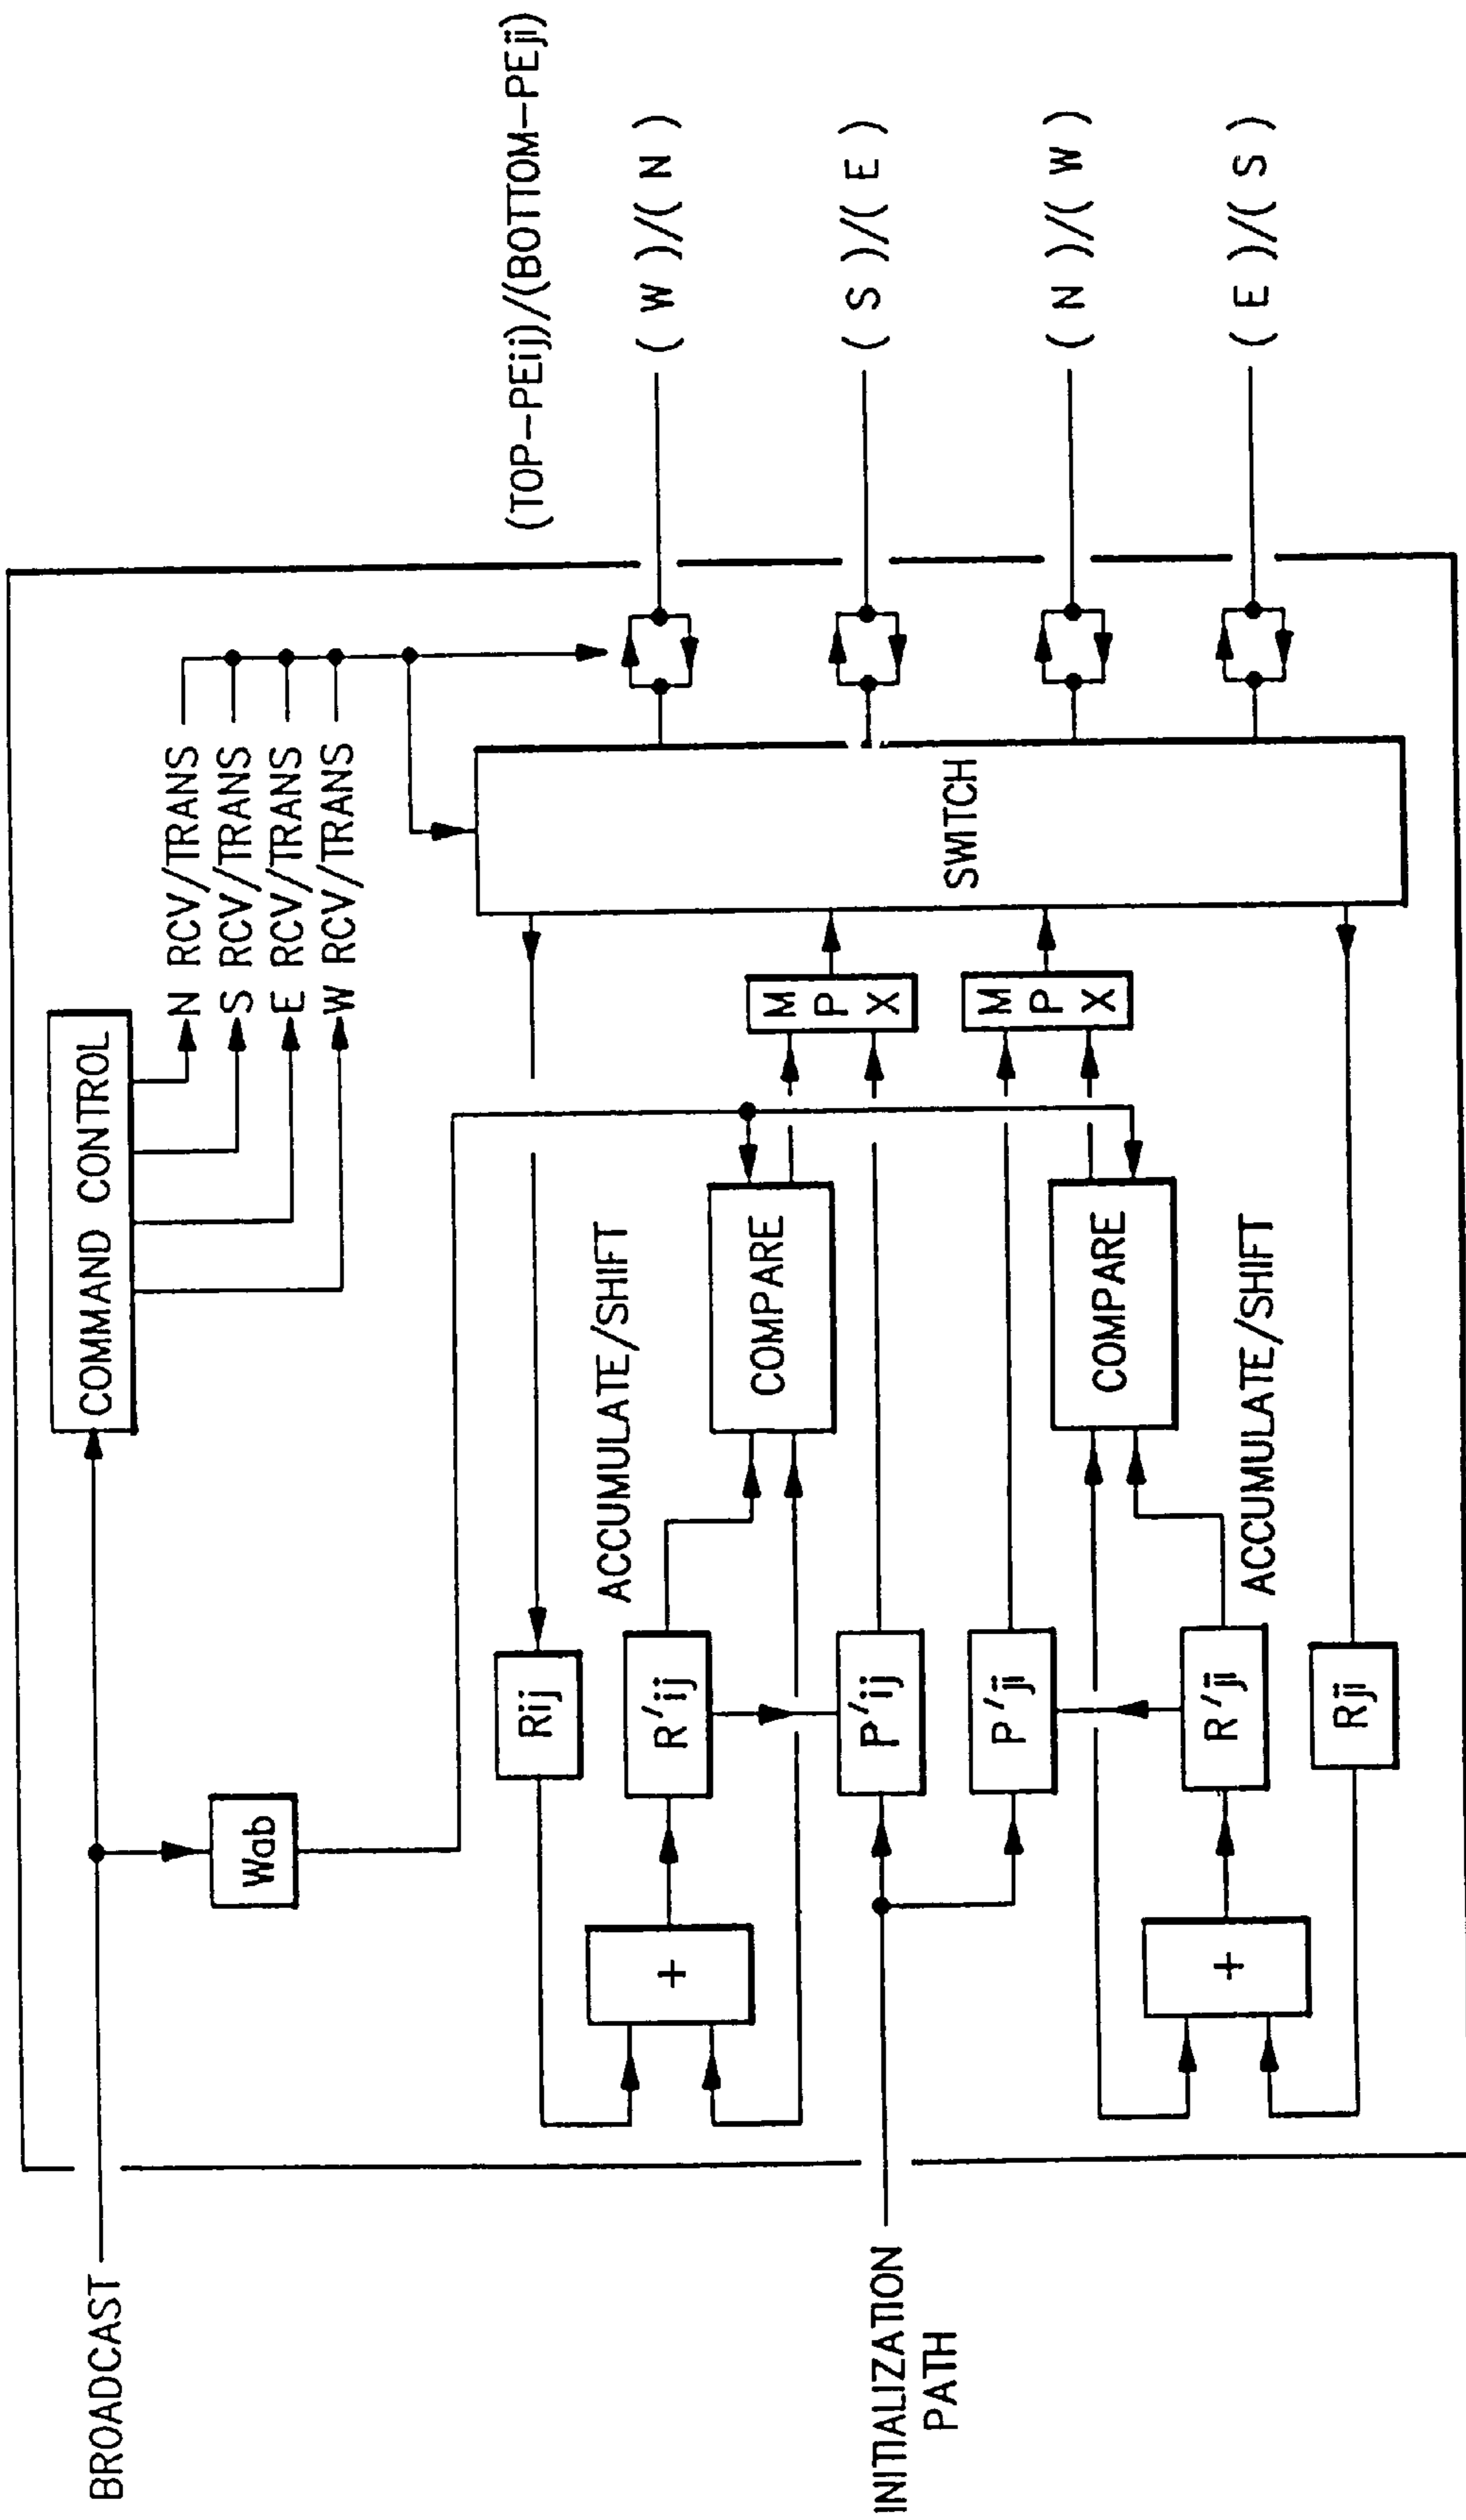 BROADCAST
COMMAND CONTROL
N RCV/TRANS
S RCV/TRANS
E RCV/TRANS
W RCV/TRANS
Wab
(TOP-PEij)/(BOTTOM-PEji)
( W )/( N )
( S )/( E )
( N )/( W )
( E )/( S )
Rij
ACCUMULATE/SHIFT
+
R'ij
COMPARE
MPX
SWITCH
P'ij
INITIALIZATION
PATH
P'ji
MPX
COMPARE
+
R'ji
ACCUMULATE/SHIFT
Rji